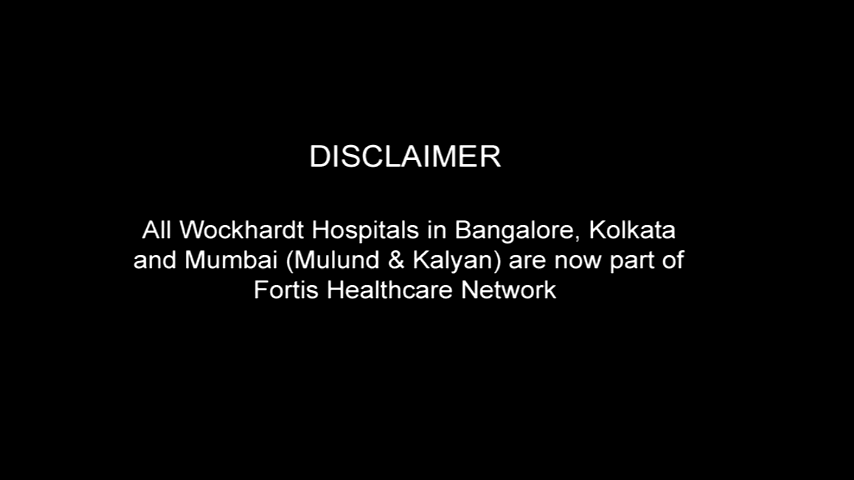 DISCLAIMER
All Wockhardt Hospitals in Bangalore, Kolkata
and Mumbai (Mulund & Kalyan) are now part of
Fortis Healthcare Network